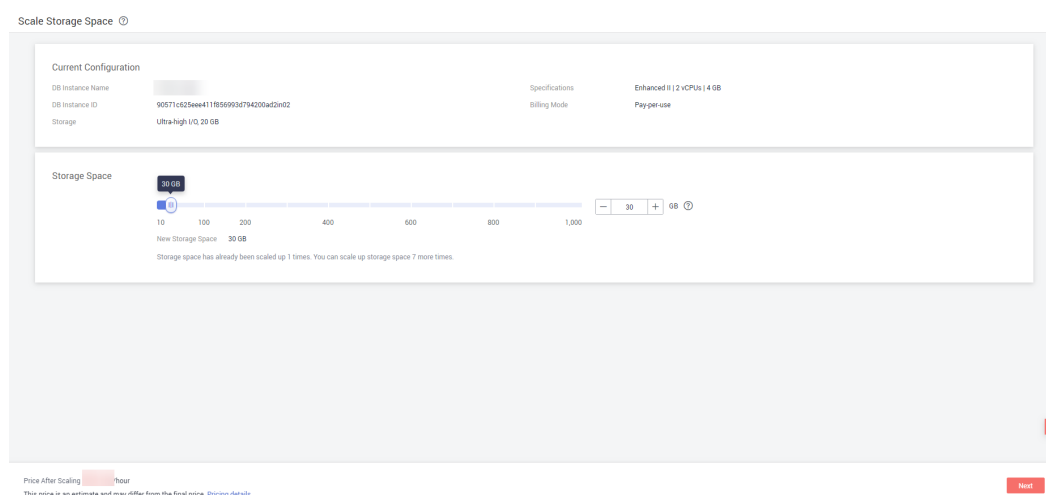 Scale Storage Space
Current Configuration
DB Instance Name
Specifications Enhanced II | 2 vCPUs | 4 GB
DB Instance ID 90571c625eee411f856993d794200ad2in02
Billing Mode Pay-per-use
Storage Ultra-high I/O, 20 GB
Storage Space
30 GB
− 30 + GB
10 100 200 400 600 800 1,000
New Storage Space 30 GB
Storage space has already been scaled up 1 times. You can scale up storage space 7 more times.
Price After Scaling /hour
This price is an estimate and may differ from the final price. Pricing details
Next